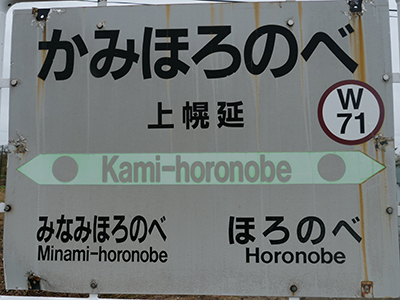 かみほろのべ
上幌延
W
71
Kami-horonobe
みなみほろのべ
Minami-horonobe
ほろのべ
Horonobe